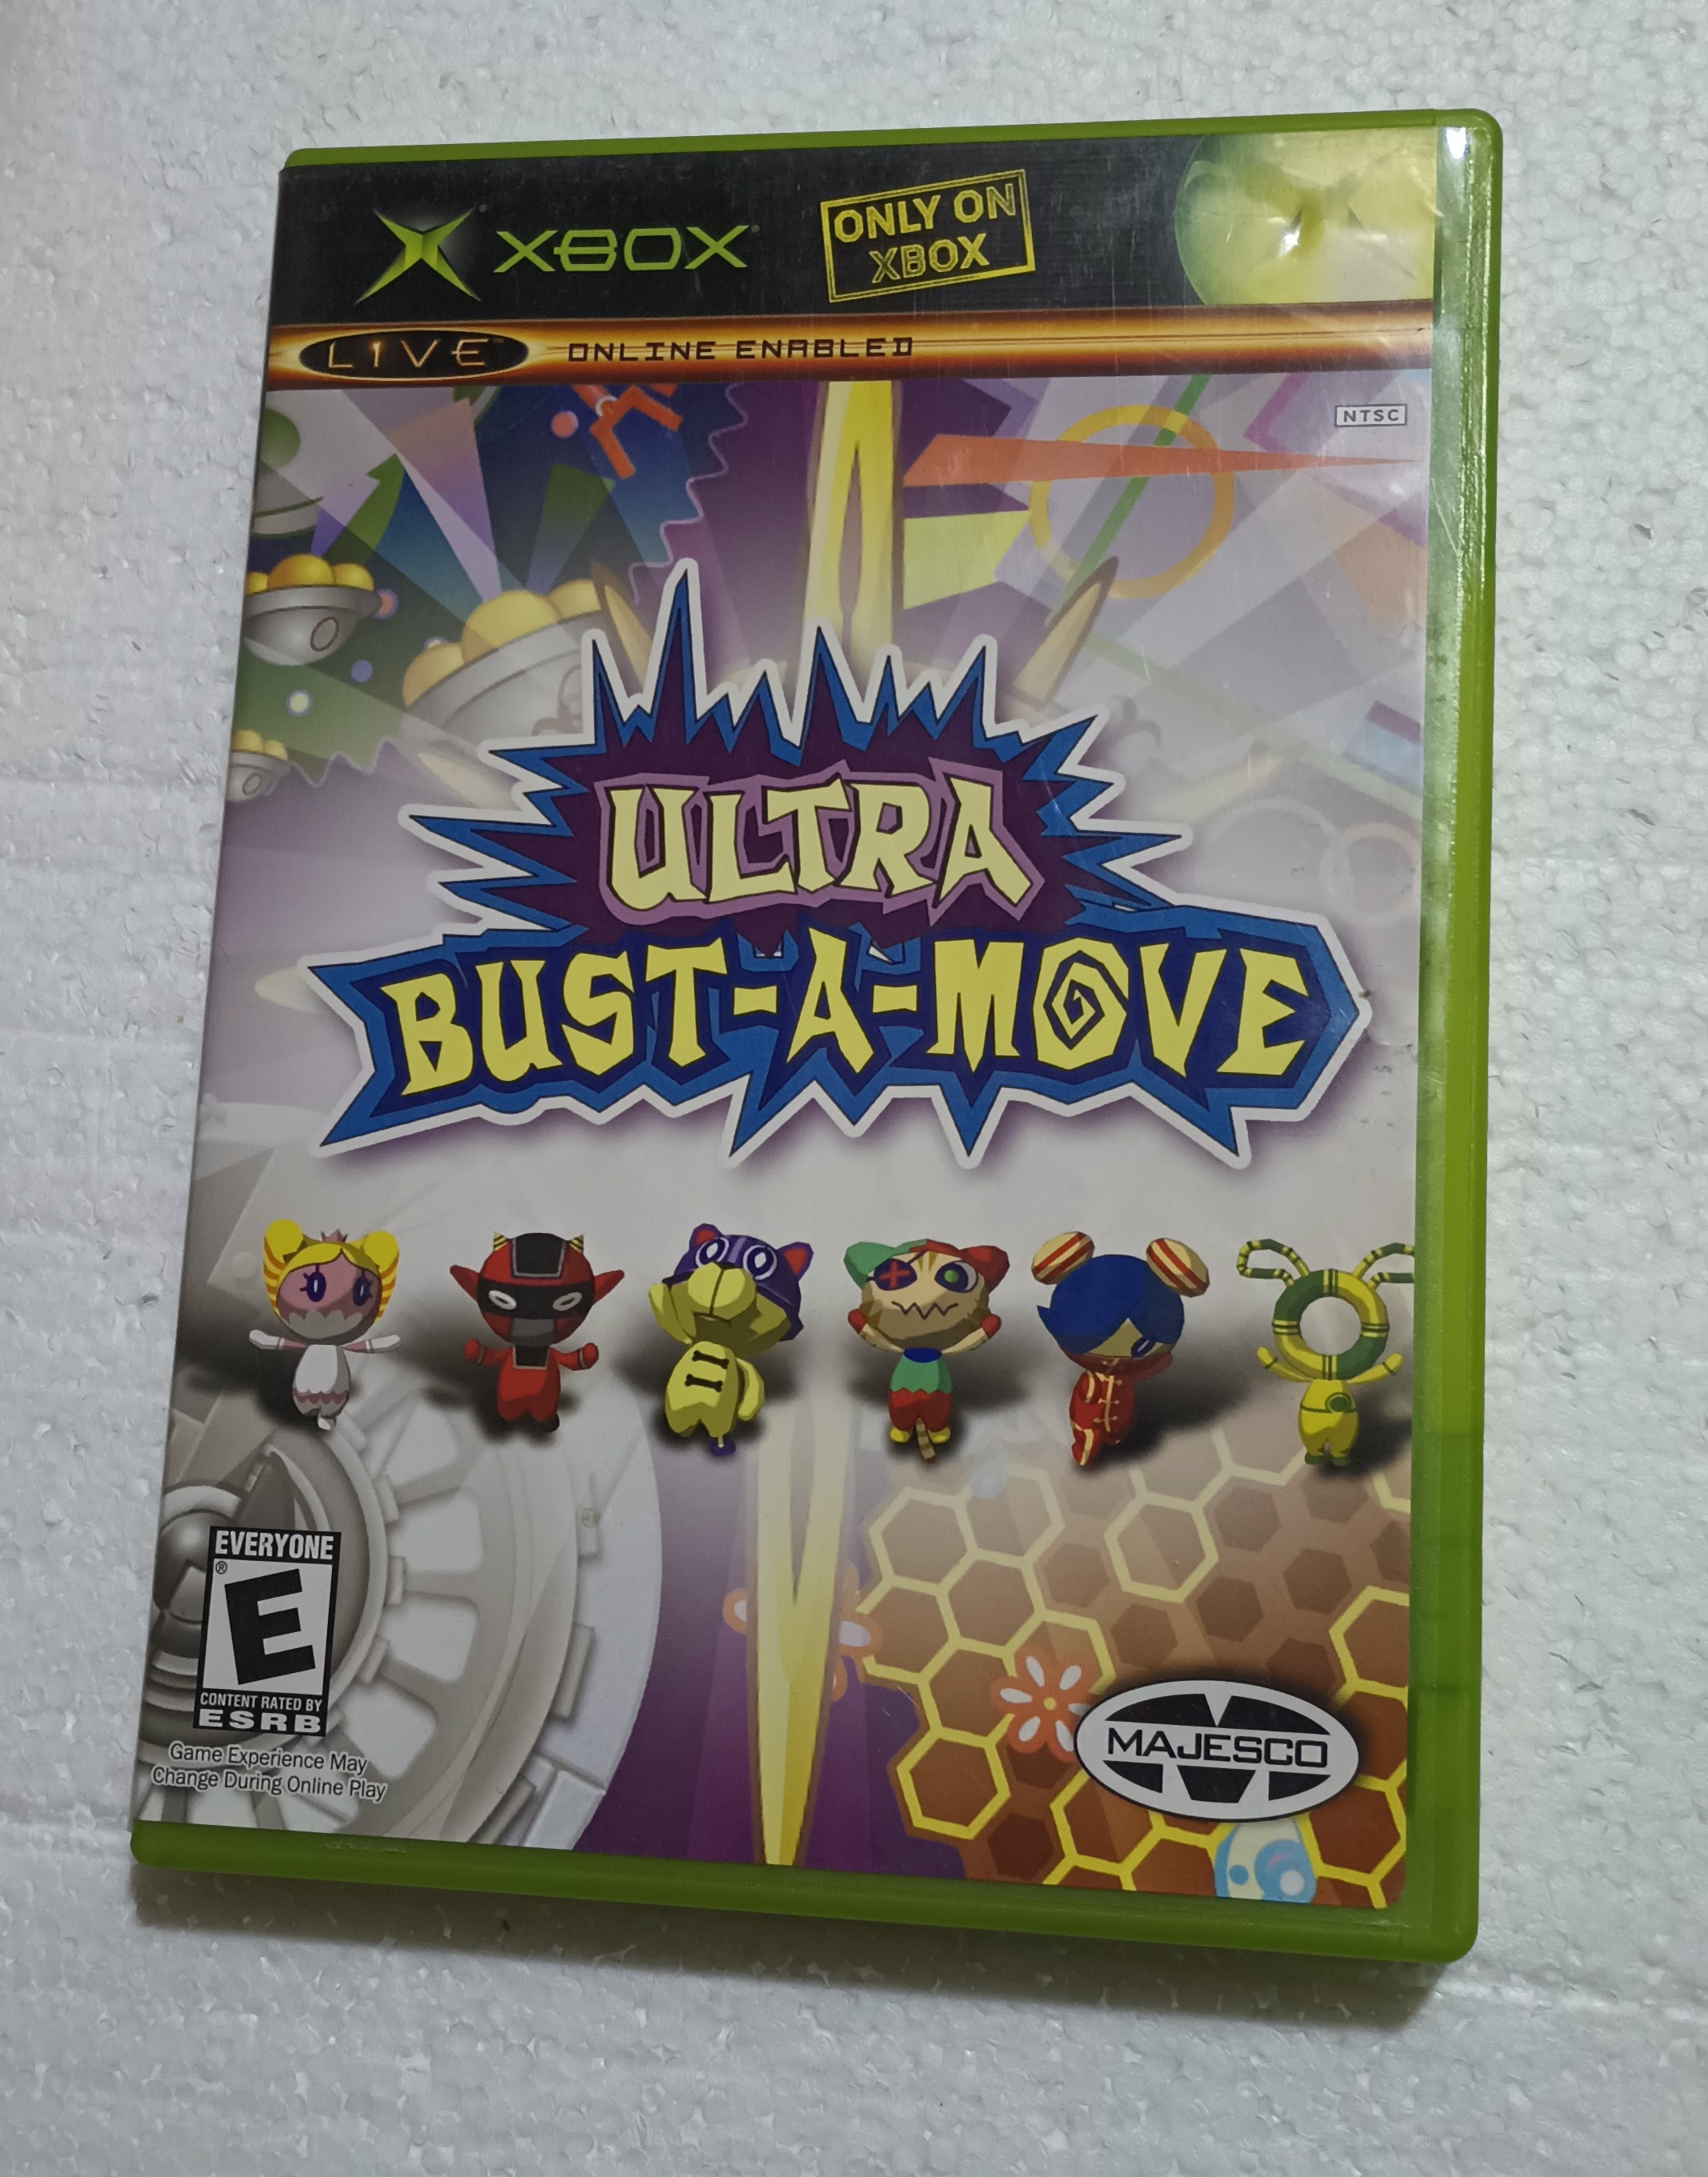 XBOX
ONLY ON
XBOX
LIVE™ ONLINE ENABLED
NTSC
ULTRA
BUST-A-MOVE
EVERYONE
E
®
CONTENT RATED BY
ESRB
Game Experience May
Change During Online Play
MAJESCO